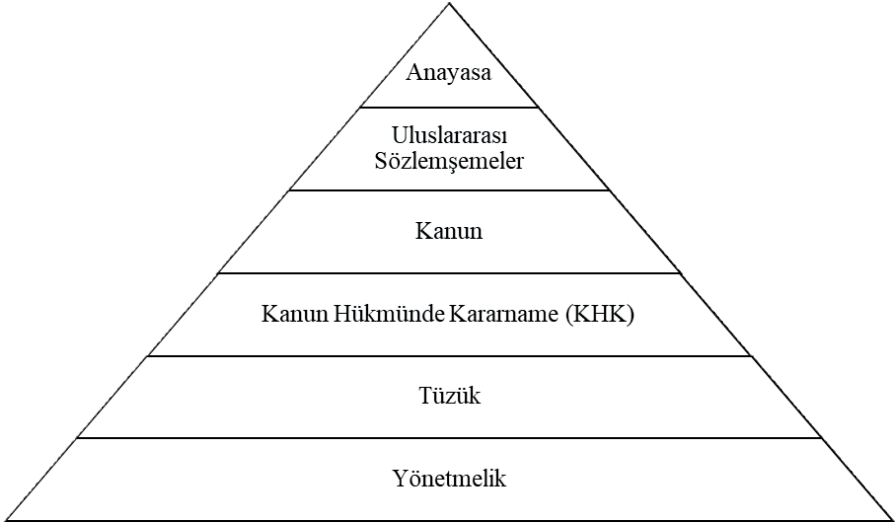 Anayasa
Uluslararası
Sözlemşemeler
Kanun
Kanun Hükmünde Kararname (KHK)
Tüzük
Yönetmelik